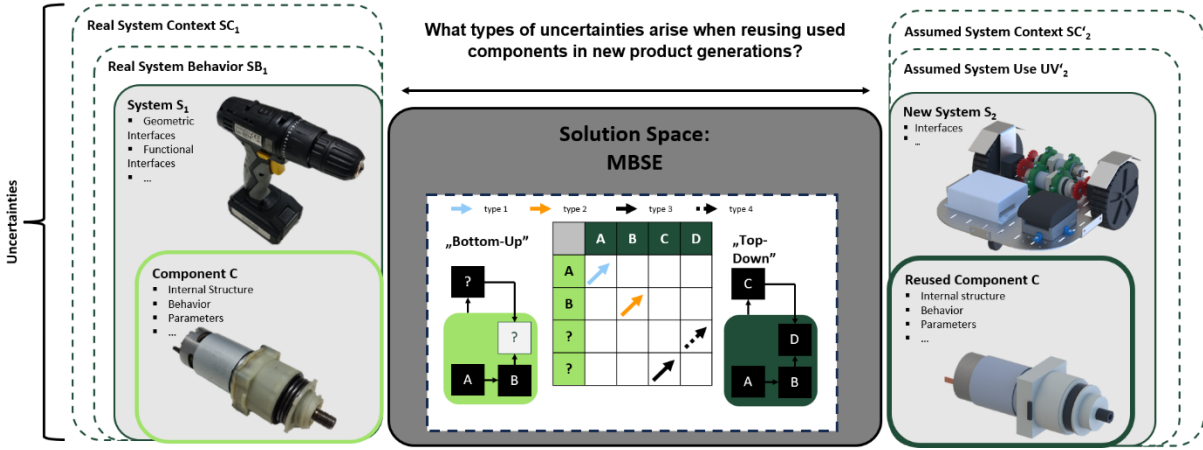 Uncertainties
Real System Context SC₁
Real System Behavior SB₁
System S₁
▪ Geometric
Interfaces
▪ Functional
Interfaces
▪ ...
Component C
▪ Internal Structure
▪ Behavior
▪ Parameters
▪ ...
What types of uncertainties arise when reusing used
components in new product generations?
Solution Space:
MBSE
type 1 type 2 type 3 type 4
„Bottom-Up”
?
?
A B
A B C D
A
B
?
?
„Top-
Down”
C
D
A B
Assumed System Context SC‘₂
Assumed System Use UV‘₂
New System S₂
▪ Interfaces
▪ ...
Reused Component C
▪ Internal structure
▪ Behavior
▪ Parameters
▪ ...